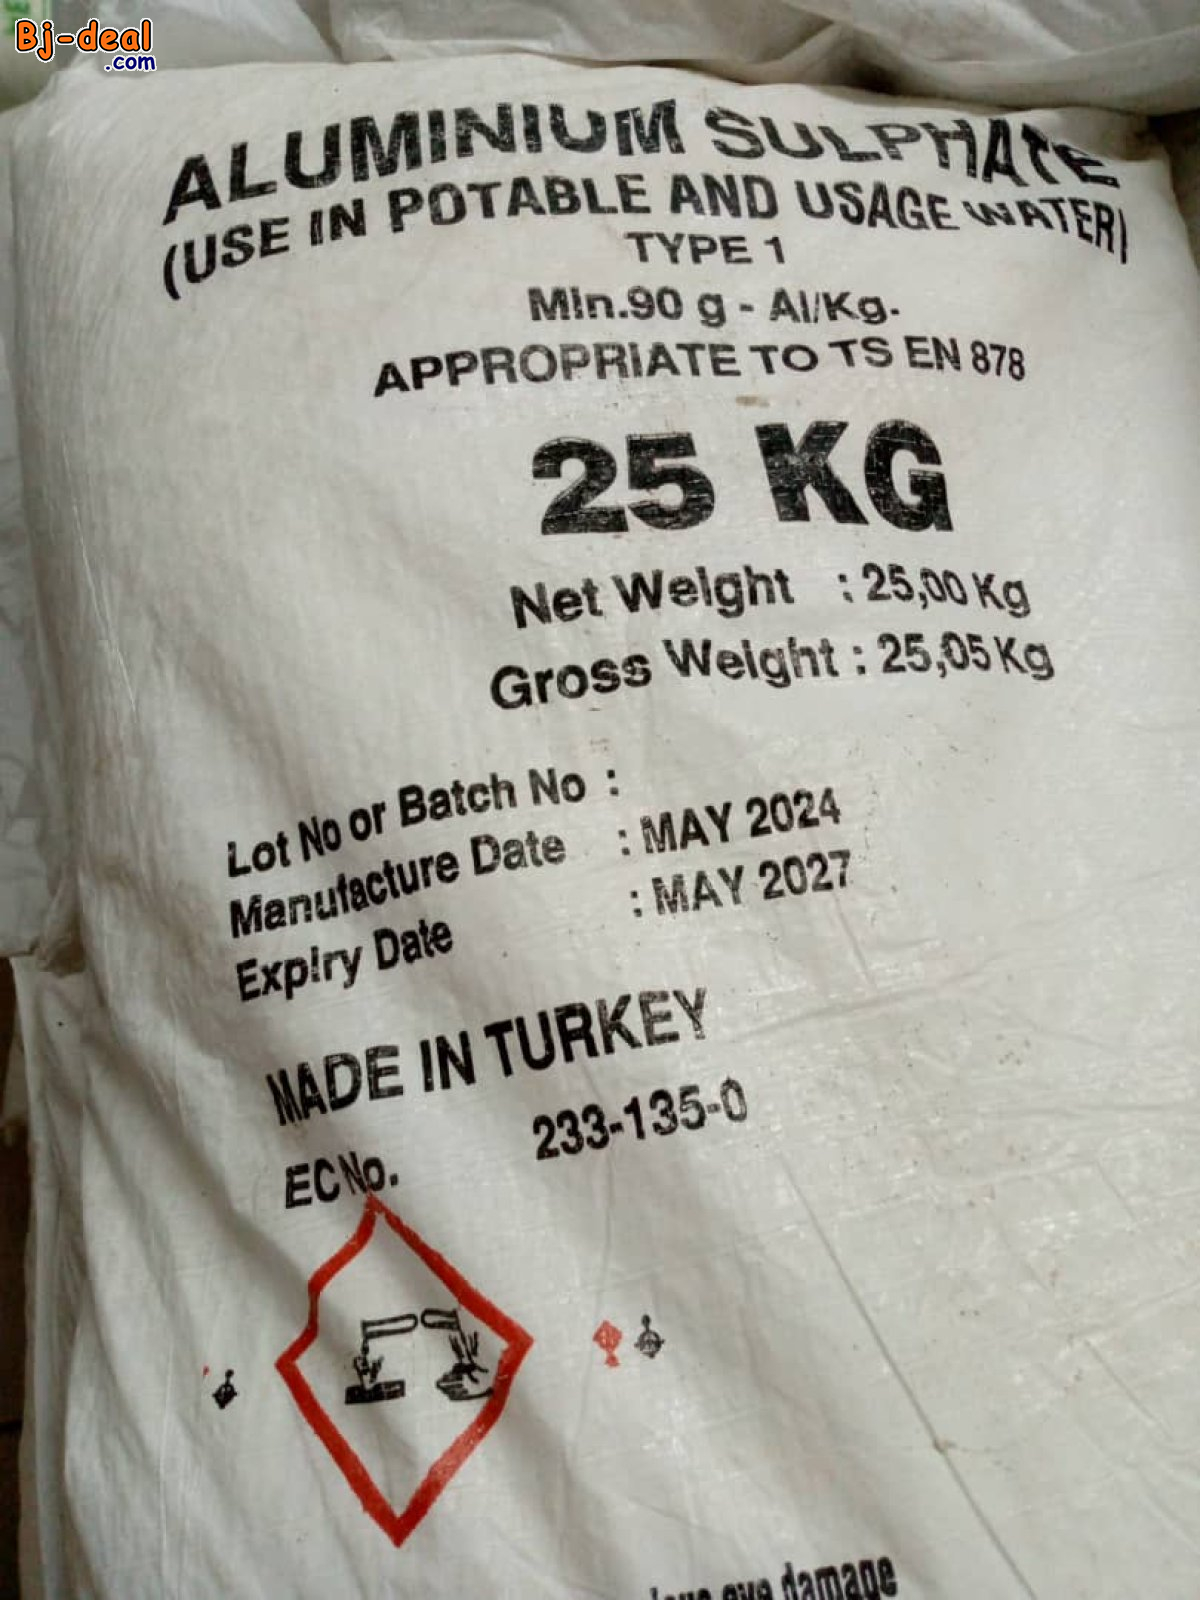 Bj-deal
.com
ALUMINIUM SULPHATE
(USE IN POTABLE AND USAGE WATER)
TYPE 1
Min.90 g - Al/Kg.
APPROPRIATE TO TS EN 878
25 KG
Net Weight : 25,00 Kg
Gross Weight : 25,05 Kg
Lot No or Batch No :
Manufacture Date : MAY 2024
Expiry Date : MAY 2027
MADE IN TURKEY
EC No. 233-135-0
eye damage